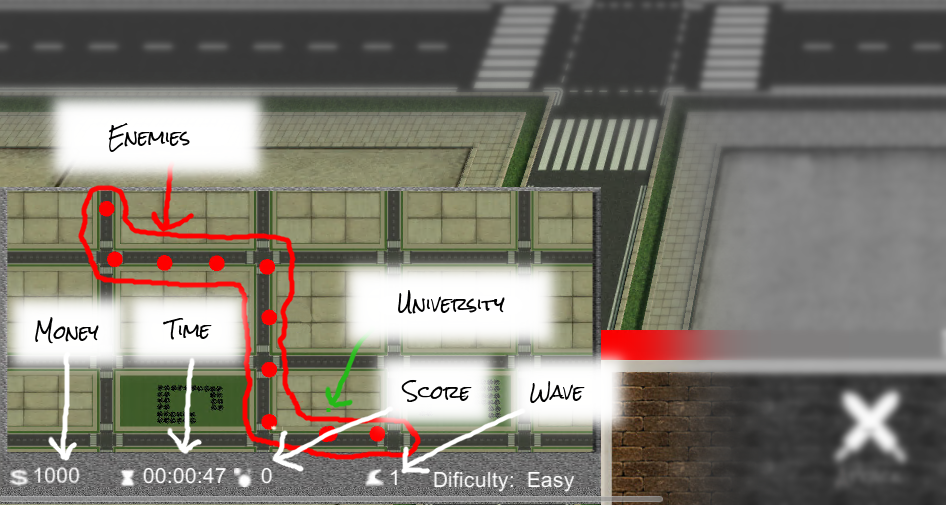 Enemies
University
Money
Time
Score
Wave
$ 1000
00:00:47
0
1
Dificulty: Easy